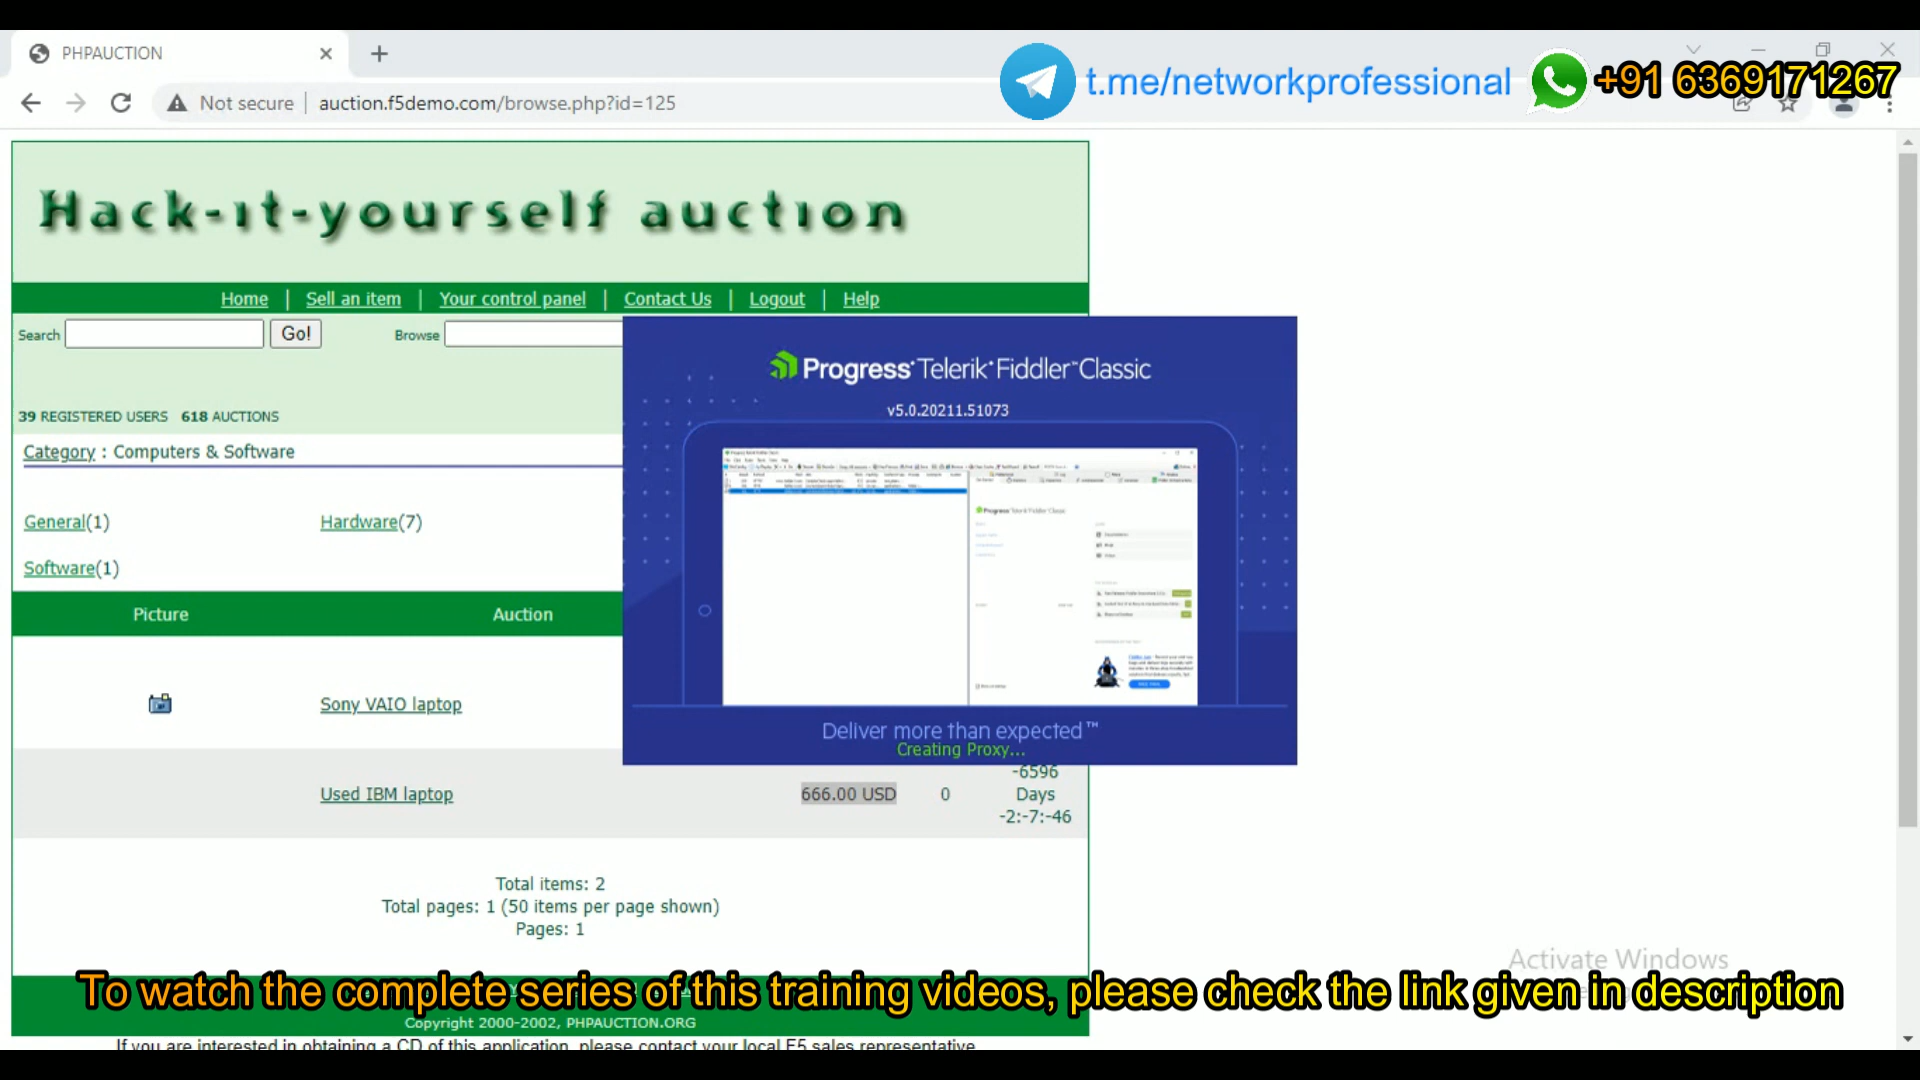 PHPAUCTION
t.me/networkprofessional
+91 6369171267
Not secure
auction.f5demo.com/browse.php?id=125
Hack-it-yourself auction
Home | Sell an item | Your control panel | Contact Us | Logout | Help
Search Go! Browse
Progress Telerik Fiddler™ Classic
v5.0.20211.51073
39 REGISTERED USERS 618 AUCTIONS
Category : Computers & Software
General(1) Hardware(7)
Software(1)
Picture Auction
Sony VAIO laptop
Deliver more than expected™
Creating Proxy...
-6596
Used IBM laptop 666.00 USD 0 Days
-2:-7:-46
Total items: 2
Total pages: 1 (50 items per page shown)
Pages: 1
Activate Windows
To watch the complete series of this training videos, please check the link given in description
Copyright 2000-2002, PHPAUCTION.ORG
If you are interested in obtaining a CD of this application, please contact your local F5 sales representative